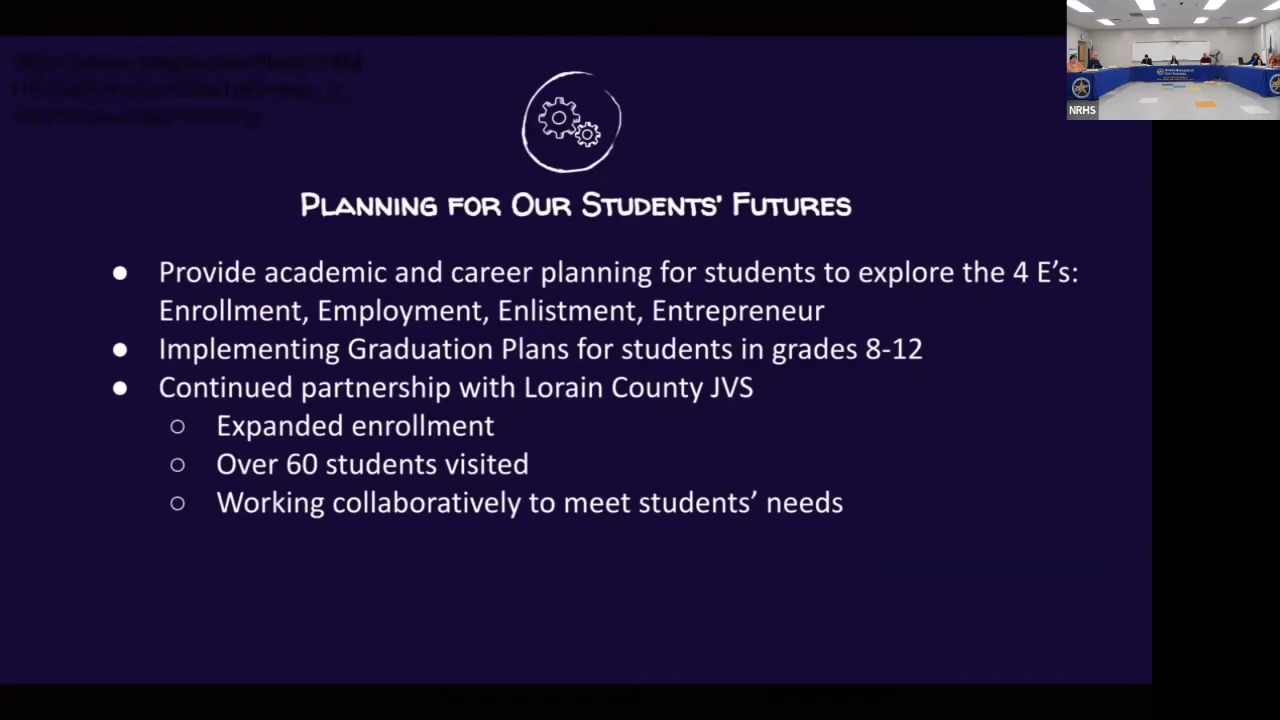 NRHS
PLANNING FOR OUR STUDENTS' FUTURES
● Provide academic and career planning for students to explore the 4 E's:
Enrollment, Employment, Enlistment, Entrepreneur
● Implementing Graduation Plans for students in grades 8-12
● Continued partnership with Lorain County JVS
○ Expanded enrollment
○ Over 60 students visited
○ Working collaboratively to meet students' needs